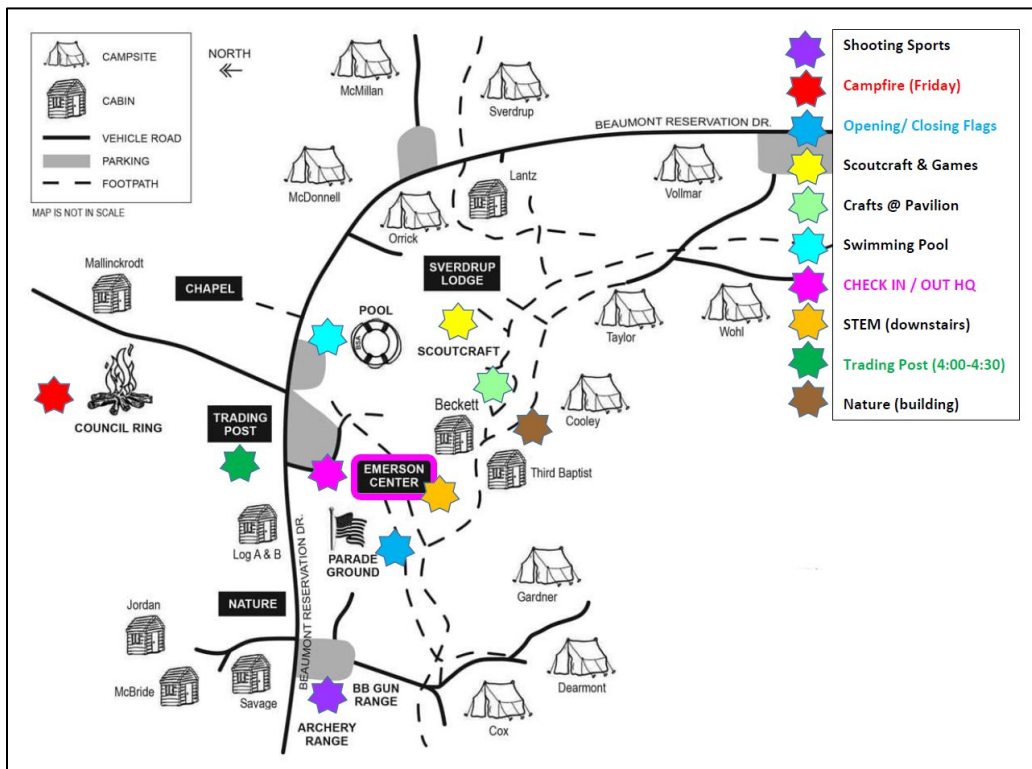 CAMPSITE
CABIN
VEHICLE ROAD
PARKING
FOOTPATH
MAP IS NOT IN SCALE
NORTH
McMillan
Sverdrup
BEAUMONT RESERVATION DR.
McDonnell
Orrick
Lantz
Vollmar
Mallinckrodt
CHAPEL
SVERDRUP
LODGE
POOL
BSA
SCOUTCRAFT
Taylor
Wohl
COUNCIL RING
TRADING
POST
Beckett
Cooley
EMERSON
CENTER
Third Baptist
Log A & B
BEAUMONT RESERVATION DR.
PARADE
GROUND
NATURE
Gardner
Jordan
McBride
Savage
BB GUN
RANGE
ARCHERY
RANGE
Cox
Dearmont
Shooting Sports
Campfire (Friday)
Opening/ Closing Flags
Scoutcraft & Games
Crafts @ Pavilion
Swimming Pool
CHECK IN / OUT HQ
STEM (downstairs)
Trading Post (4:00-4:30)
Nature (building)